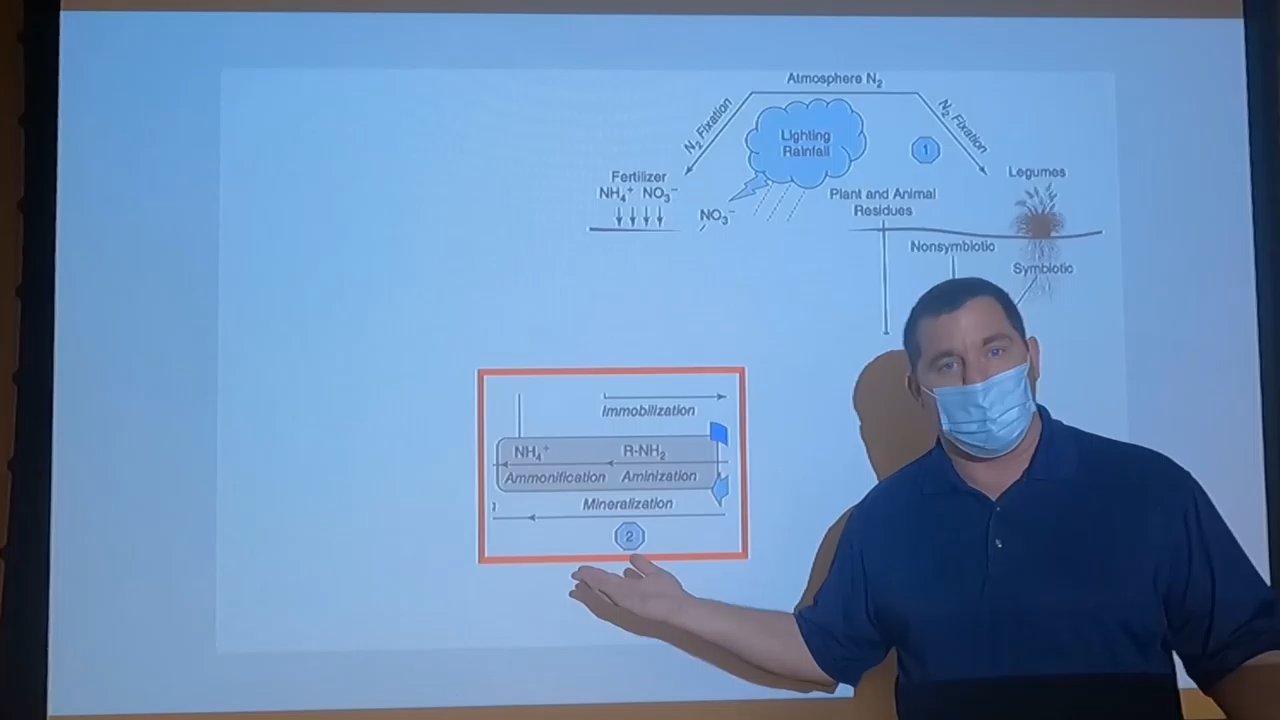 Atmosphere N₂
N₂ Fixation
N₂ Fixation
Lighting
Rainfall
1
Fertilizer
NH₄⁺ NO₃⁻
NO₃⁻
Legumes
Plant and Animal
Residues
Nonsymbiotic
Symbiotic
Immobilization
NH₄⁺
R-NH₂
Ammonification
Aminization
Mineralization
2